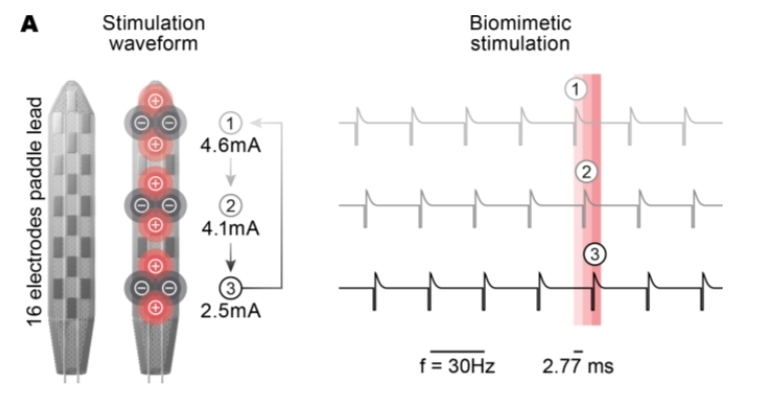 A
Stimulation
waveform
Biomimetic
stimulation
16 electrodes paddle lead
+
− −
+
+
− −
+
+
− −
+
1
4.6mA
2
4.1mA
3
2.5mA
1
2
3
f = 30Hz
2.77 ms